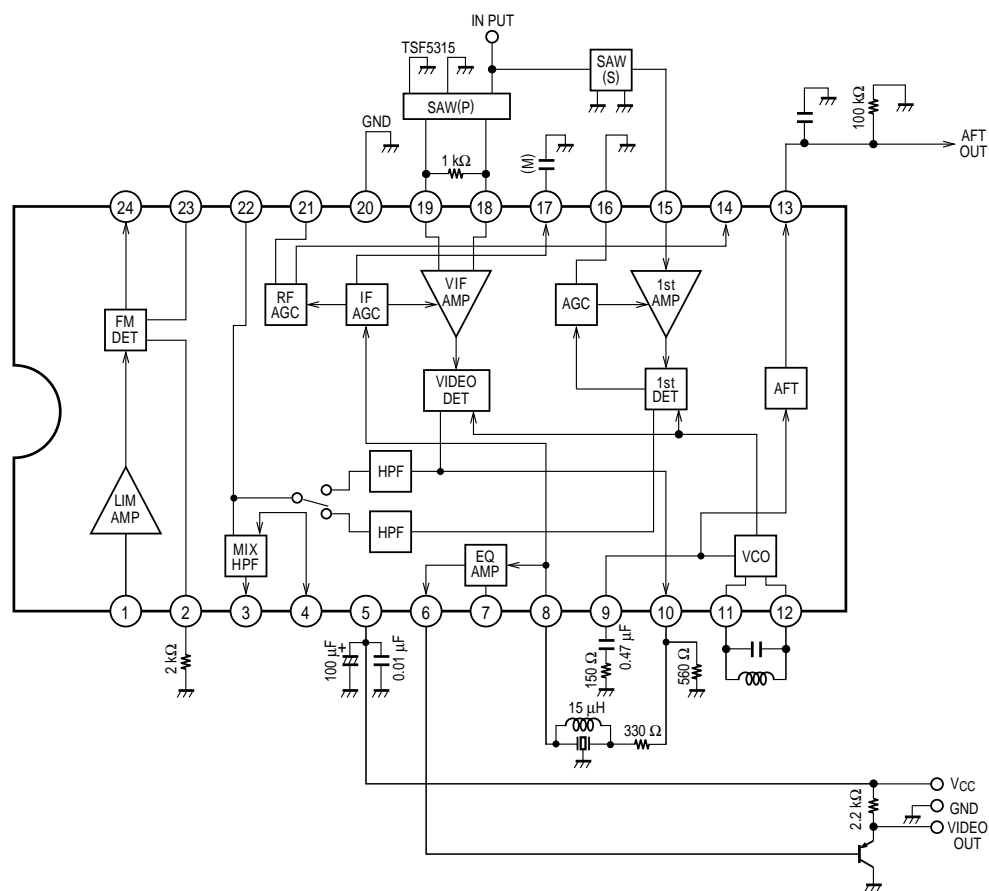 IN PUT
TSF5315
SAW
(S)
SAW(P)
GND
1 kΩ
(M)
100 kΩ
AFT
OUT
24
23
22
21
20
19
18
17
16
15
14
13
RF
AGC
IF
AGC
VIF
AMP
AGC
1st
AMP
FM
DET
VIDEO
DET
1st
DET
AFT
HPF
LIM
AMP
HPF
MIX
HPF
EQ
AMP
VCO
1
2
3
4
5
6
7
8
9
10
11
12
2 kΩ
100 µF
+
0.01 µF
150 Ω
0.47 µF
560 Ω
15 µH
330 Ω
VCC
2.2 kΩ
GND
VIDEO
OUT